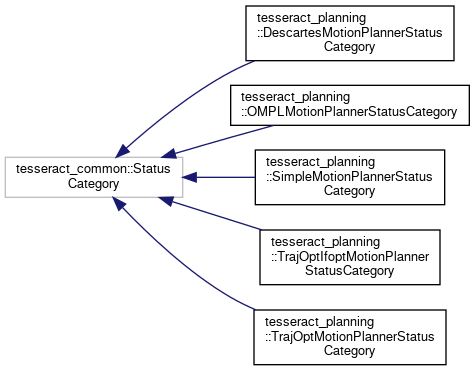 tesseract_planning
::DescartesMotionPlannerStatus
Category
tesseract_planning
::OMPLMotionPlannerStatusCategory
tesseract_common::Status
Category
tesseract_planning
::SimpleMotionPlannerStatus
Category
tesseract_planning
::TrajOptIfoptMotionPlanner
StatusCategory
tesseract_planning
::TrajOptMotionPlannerStatus
Category